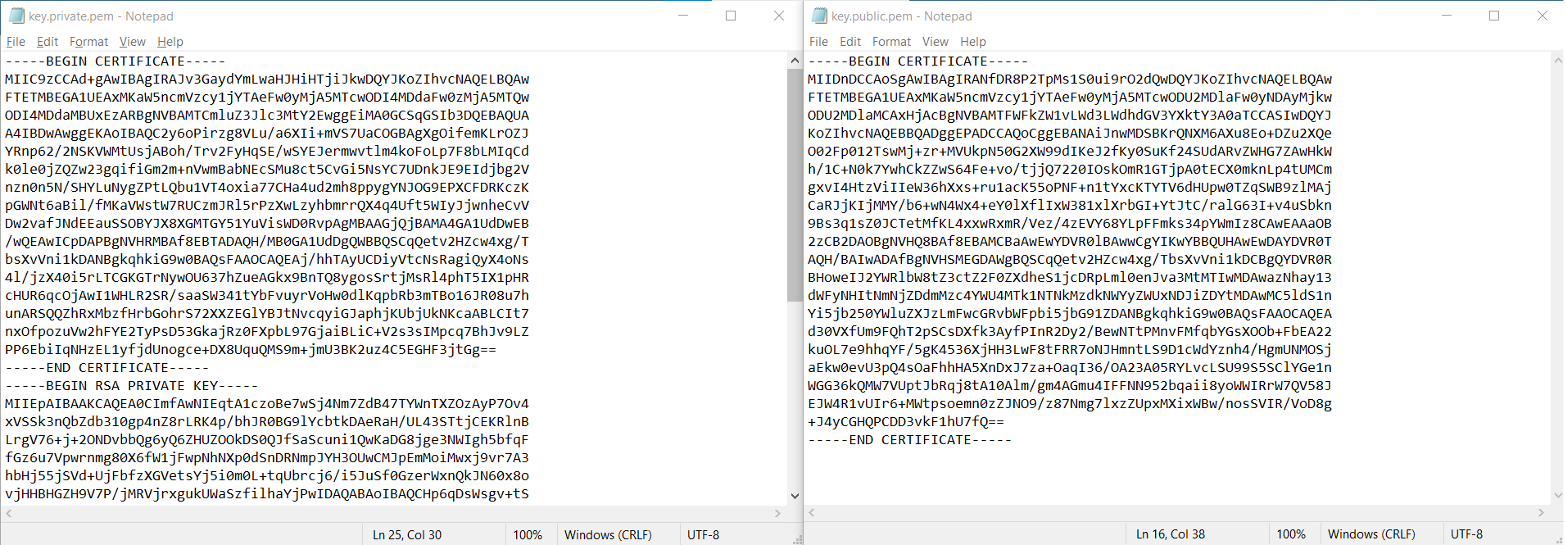 key.private.pem - Notepad
File Edit Format View Help
-----BEGIN CERTIFICATE-----
MIIC9zCCAd+gAwIBAgIRAJv3GaydYmLwaHJHiHTjiJkwDQYJKoZIhvcNAQELBQAw
FTETMBEGA1UEAxMKaW5ncmVzcy1jYTAeFw0yMjA5MTcwODI4MDdaFw0zMjA5MTQw
ODI4MDdaMBUxEzARBgNVBAMTCmluZ3Jlc3MtY2EwggEiMA0GCSqGSIb3DQEBAQUA
A4IBDwAwggEKAoIBAQC2y6oPirzg8VLu/a6XIi+mVS7UaCOGBAgXgOifemKLrOZJ
YRnp62/2NSKVWMtUsjABoh/Trv2FyHqSE/wSYEJermwvtlm4koFoLp7F8bLMIqCd
k0le0jZQZw23gqifiGm2m+nVwmBabNEcSMu8ct5CvGi5NsYC7UDnkJE9EIdjbg2V
nzn0n5N/SHYLuNygZPtLQbu1VT4oxia77CHa4ud2mh8ppygYNJOG9EPXCFDRKczK
pGWNt6aBil/fMKaVWstW7RUCzmJRl5rPzXwLzyhbmrrQX4q4Uft5WIyJjwnheCvV
Dw2vafJNdEEauSSOBYJX8XGMTGY51YuVisWD0RvpAgMBAAGjQjBAMA4GA1UdDwEB
/wQEAwICpDAPBgNVHRMBAf8EBTADAQH/MB0GA1UdDgQWBBQSCqQetv2HZcw4xg/T
bsXvVni1kDANBgkqhkiG9w0BAQsFAAOCAQEAj/hhTAyUCDiyVtcNsRagiQyX4oNs
4l/jzX40i5rLTCGKGTrNywOU637hZueAGkx9BnTQ8ygosSrtjMsRl4phT5IX1pHR
cHUR6qcOjAwI1WHLR2SR/saaSW341tYbFvuyrVoHw0dlKqpbRb3mTBo16JR08u7h
unARSQQZhRxMbzfHrbGohrS72XXZEGlYBJtNvcqyiGJaphjKUbjUkNKcaABLCIt7
nxOfpozuVw2hFYE2TyPsD53GkajRz0FXpbL97GjaiBLiC+V2s3sIMpcq7BhJv9LZ
PP6EbiIqNHzEL1yfjdUnogce+DX8UquQMS9m+jmU3BK2uz4C5EGHF3jtGg==
-----END CERTIFICATE-----
-----BEGIN RSA PRIVATE KEY-----
MIIEpAIBAAKCAQEA0CImfAwNIEqtA1czoBe7wSj4Nm7ZdB47TYWnTXZOzAyP7Ov4
xVSSk3nQbZdb310gp4nZ8rLRK4p/bhJR0BG9lYcbtkDAeRaH/UL43STtjCEKRlnB
LrgV76+j+2ONDvbbQg6yQ6ZHUZOOkDS0QJfSaScuni1QwKaDG8jge3NWIgh5bfqF
fGz6u7Vpwrnmg80X6fW1jFwpNhNXp0dSnDRNmpJYH3OUwCMJpEmMoiMwxj9vr7A3
hbHj55jSVd+UjFbfzXGVetsYj5i0m0L+tqUbrcj6/i5JuSf0GzerWxnQkJN60x8o
vjHHBHGZH9V7P/jMRVjrxgukUWaSzfilhaYjPwIDAQABAoIBAQCHp6qDsWsgv+tS
Ln 25, Col 30 100% Windows (CRLF) UTF-8
key.public.pem - Notepad
File Edit Format View Help
-----BEGIN CERTIFICATE-----
MIIDnDCCAoSgAwIBAgIRANfDR8P2TpMs1S0ui9rO2dQwDQYJKoZIhvcNAQELBQAw
FTETMBEGA1UEAxMKaW5ncmVzcy1jYTAeFw0yMjA5MTcwODU2MDlaFw0yNDAyMjkw
ODU2MDlaMCAxHjAcBgNVBAMTFWFkZW1vLWd3LWdhdGV3YXktY3A0aTCCASIwDQYJ
KoZIhvcNAQEBBQADggEPADCCAQoCggEBANAiJnwMDSBKrQNXM6AXu8Eo+DZu2XQe
O02Fp012TswMj+zr+MVUkpN50G2XW99dIKeJ2fKy0SuKf24SUdARvZWHG7ZAwHkW
h/1C+N0k7YwhCkZZwS64Fe+vo/tjjQ7220IOskOmR1GTjpA0tECX0mknLp4tUMCm
gxvI4HtzViIIeW36hXxs+ru1acK55oPNF+n1tYxcKTYTV6dHUpw0TZqSWB9zlMAj
CaRJjKIjMMY/b6+wN4Wx4+eY0lXflIxW381xlXrbGI+YtJtC/ralG63I+v4uSbkn
9Bs3q1sZ0JCTetMfKL4xxwRxmR/Vez/4zEVY68YLpFFmks34pYWmIz8CAwEAAaOB
2zCB2DAOBgNVHQ8BAf8EBAMCBaAwEwYDVR0lBAwwCgYIKwYBBQUHAwEwDAYDVR0T
AQH/BAIwADAfBgNVHSMEGDAWgBQSCqQetv2HZcw4xg/TbsXvVni1kDCBgQYDVR0R
BHoweIJ2YWRlbW8tZ3ctZ2F0ZXdheS1jcDRpLml0enJva3MtMTIwMDAwazNhay13
dWFyNHItNmNjZDdmMzc4YWU4MTk1NTNkMzdkNWYyZWUxNDJiZDYtMDAwMC5ldS1n
Yi5jb250YWluZXJzLmFwcGRvbWFpbi5jbG91ZDANBgkqhkiG9w0BAQsFAAOCAQEA
d30VXfUm9FQhT2pSCsDXfk3AyfPInR2Dy2/BewNTtPMnvFMfqbYGsXOOb+FbEA22
kuOL7e9hhqYF/5gK4536XjHH3LwF8tFRR7oNJHmntLS9D1cWdYznh4/HgmUNMOSj
aEkw0evU3pQ4sOaFhhHA5XnDxJ7za+OaqI36/OA23A05RYLvcLSU99S5SClYGe1n
WGG36kQMW7VUptJbRqj8tA10Alm/gm4AGmu4IFFNN952bqaii8yoWWIRrW7QV58J
EJW4R1vUIr6+MWtpsoemn0zZJNO9/z87Nmg7lxzZUpxMXixWBw/nosSVIR/VoD8g
+J4yCGHQPCDD3vkF1hU7fQ==
-----END CERTIFICATE-----
Ln 16, Col 38 100% Windows (CRLF) UTF-8